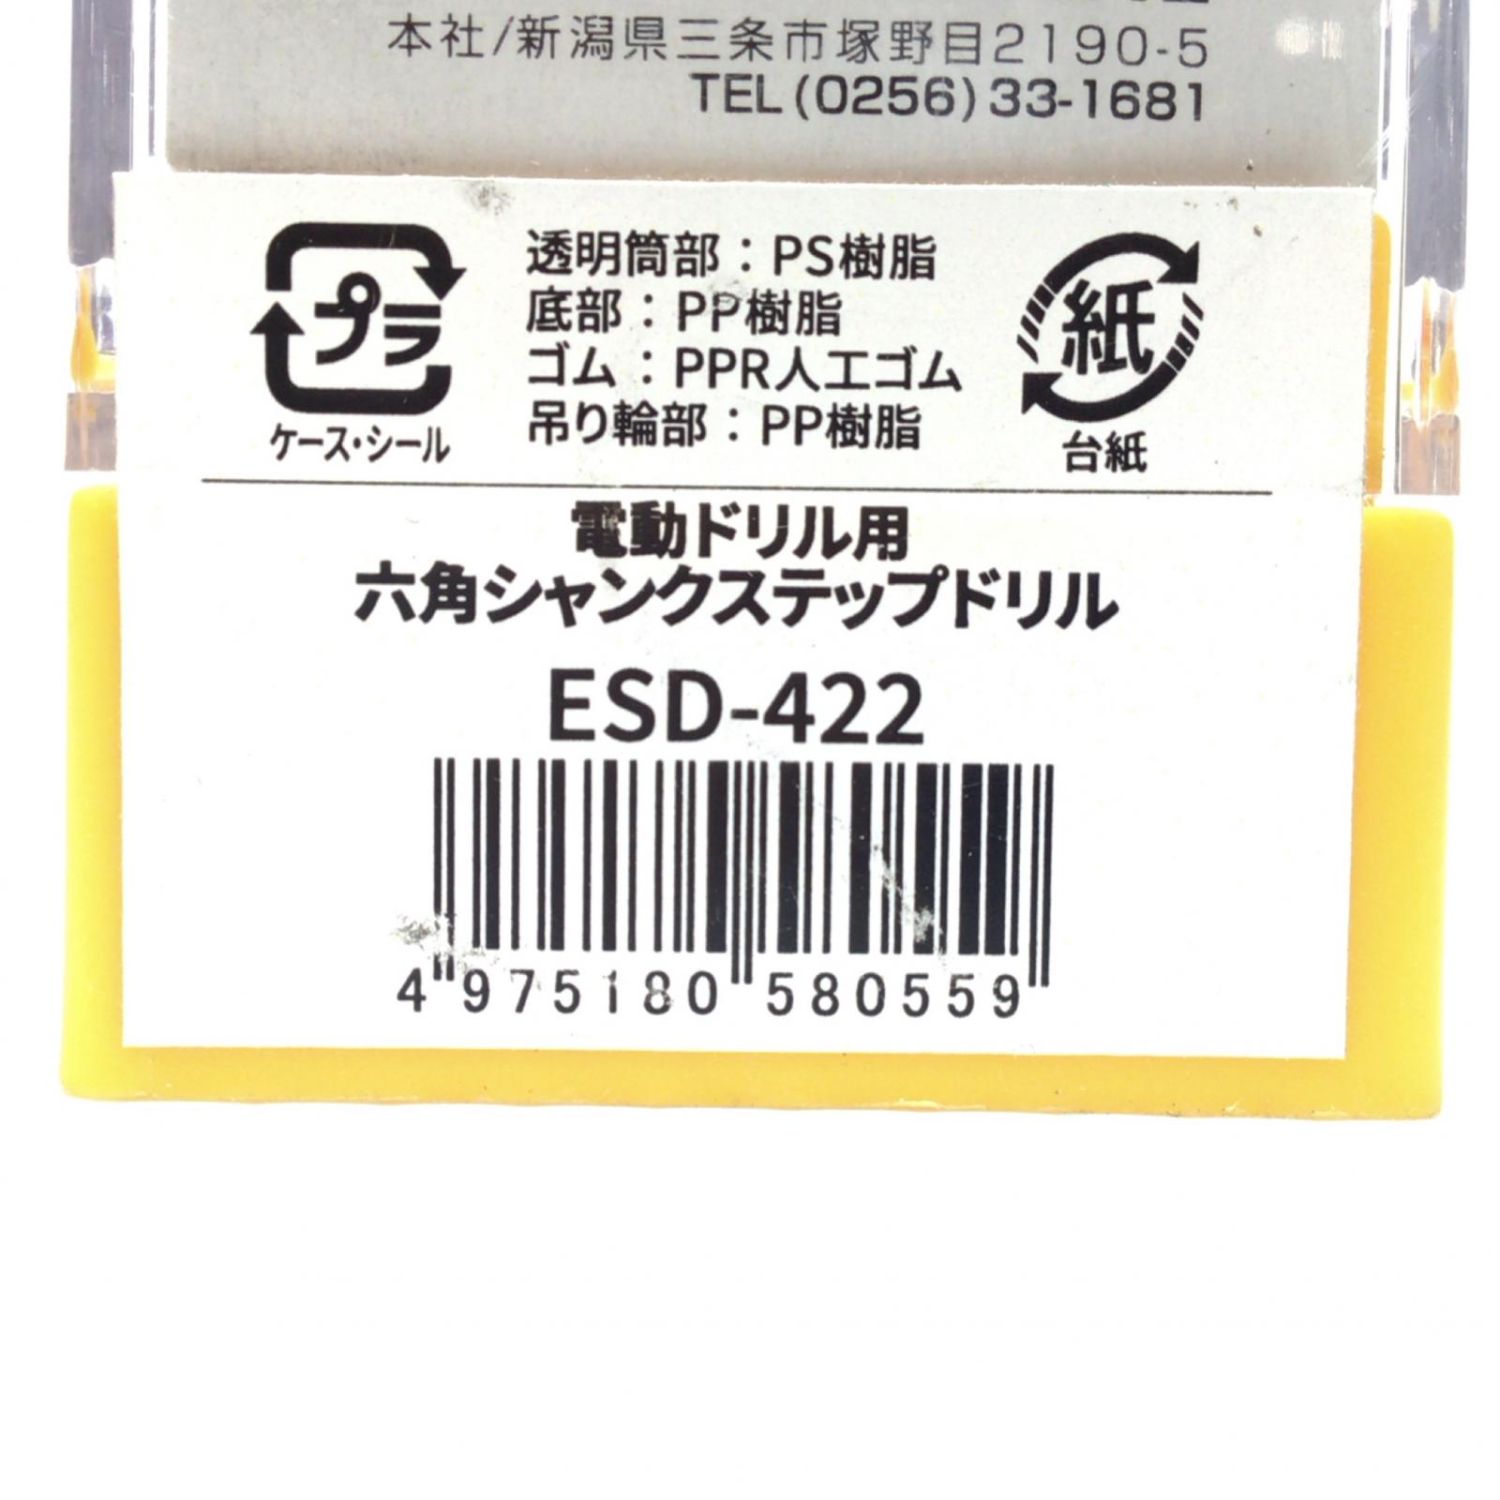 本社/新潟県三条市塚野目2190-5
TEL(0256)33-1681
プラ
ケース・シール
透明筒部：PS樹脂
底部：PP樹脂
ゴム：PPR人工ゴム
吊り輪部：PP樹脂
紙
台紙
電動ドリル用
六角シャンクステップドリル
ESD-422
4 975180 580559